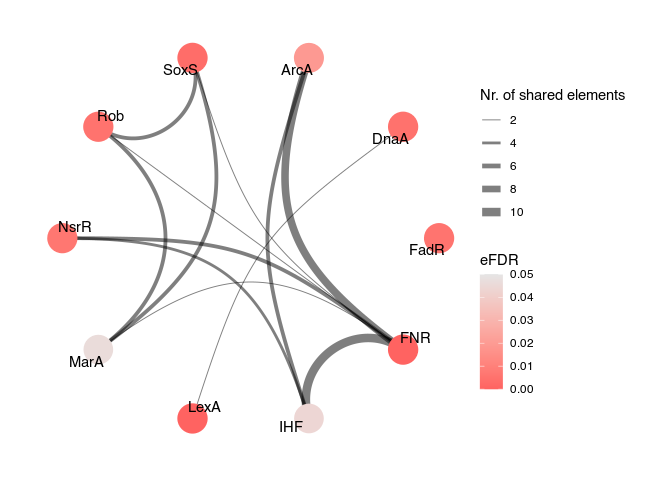 SoxS
ArcA
Rob
DnaA
NsrR
FadR
MarA
FNR
LexA
IHF
Nr. of shared elements
2
4
6
8
10
eFDR
0.05
0.04
0.03
0.02
0.01
0.00